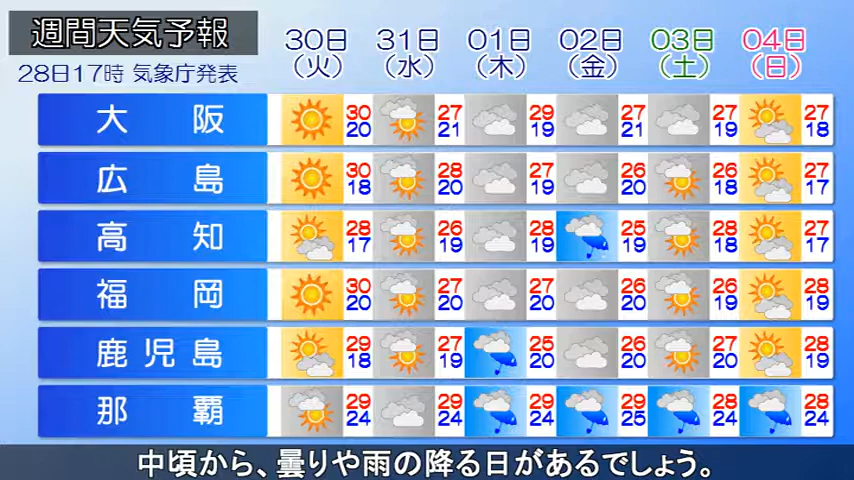 週間天気予報
28日17時 気象庁発表
30日 31日 01日 02日 03日 04日
(火) (水) (木) (金) (土) (日)
大阪 30 27 29 27 27 27
20 21 19 21 19 18
広島 30 28 27 26 26 27
18 20 19 20 18 17
高知 28 26 28 25 28 27
17 19 19 19 18 17
福岡 30 27 27 26 26 28
20 20 20 20 19 19
鹿児島 29 27 25 26 27 28
18 19 20 20 20 19
那覇 29 29 29 29 28 28
24 24 24 25 24 24
中頃から、曇りや雨の降る日があるでしょう。